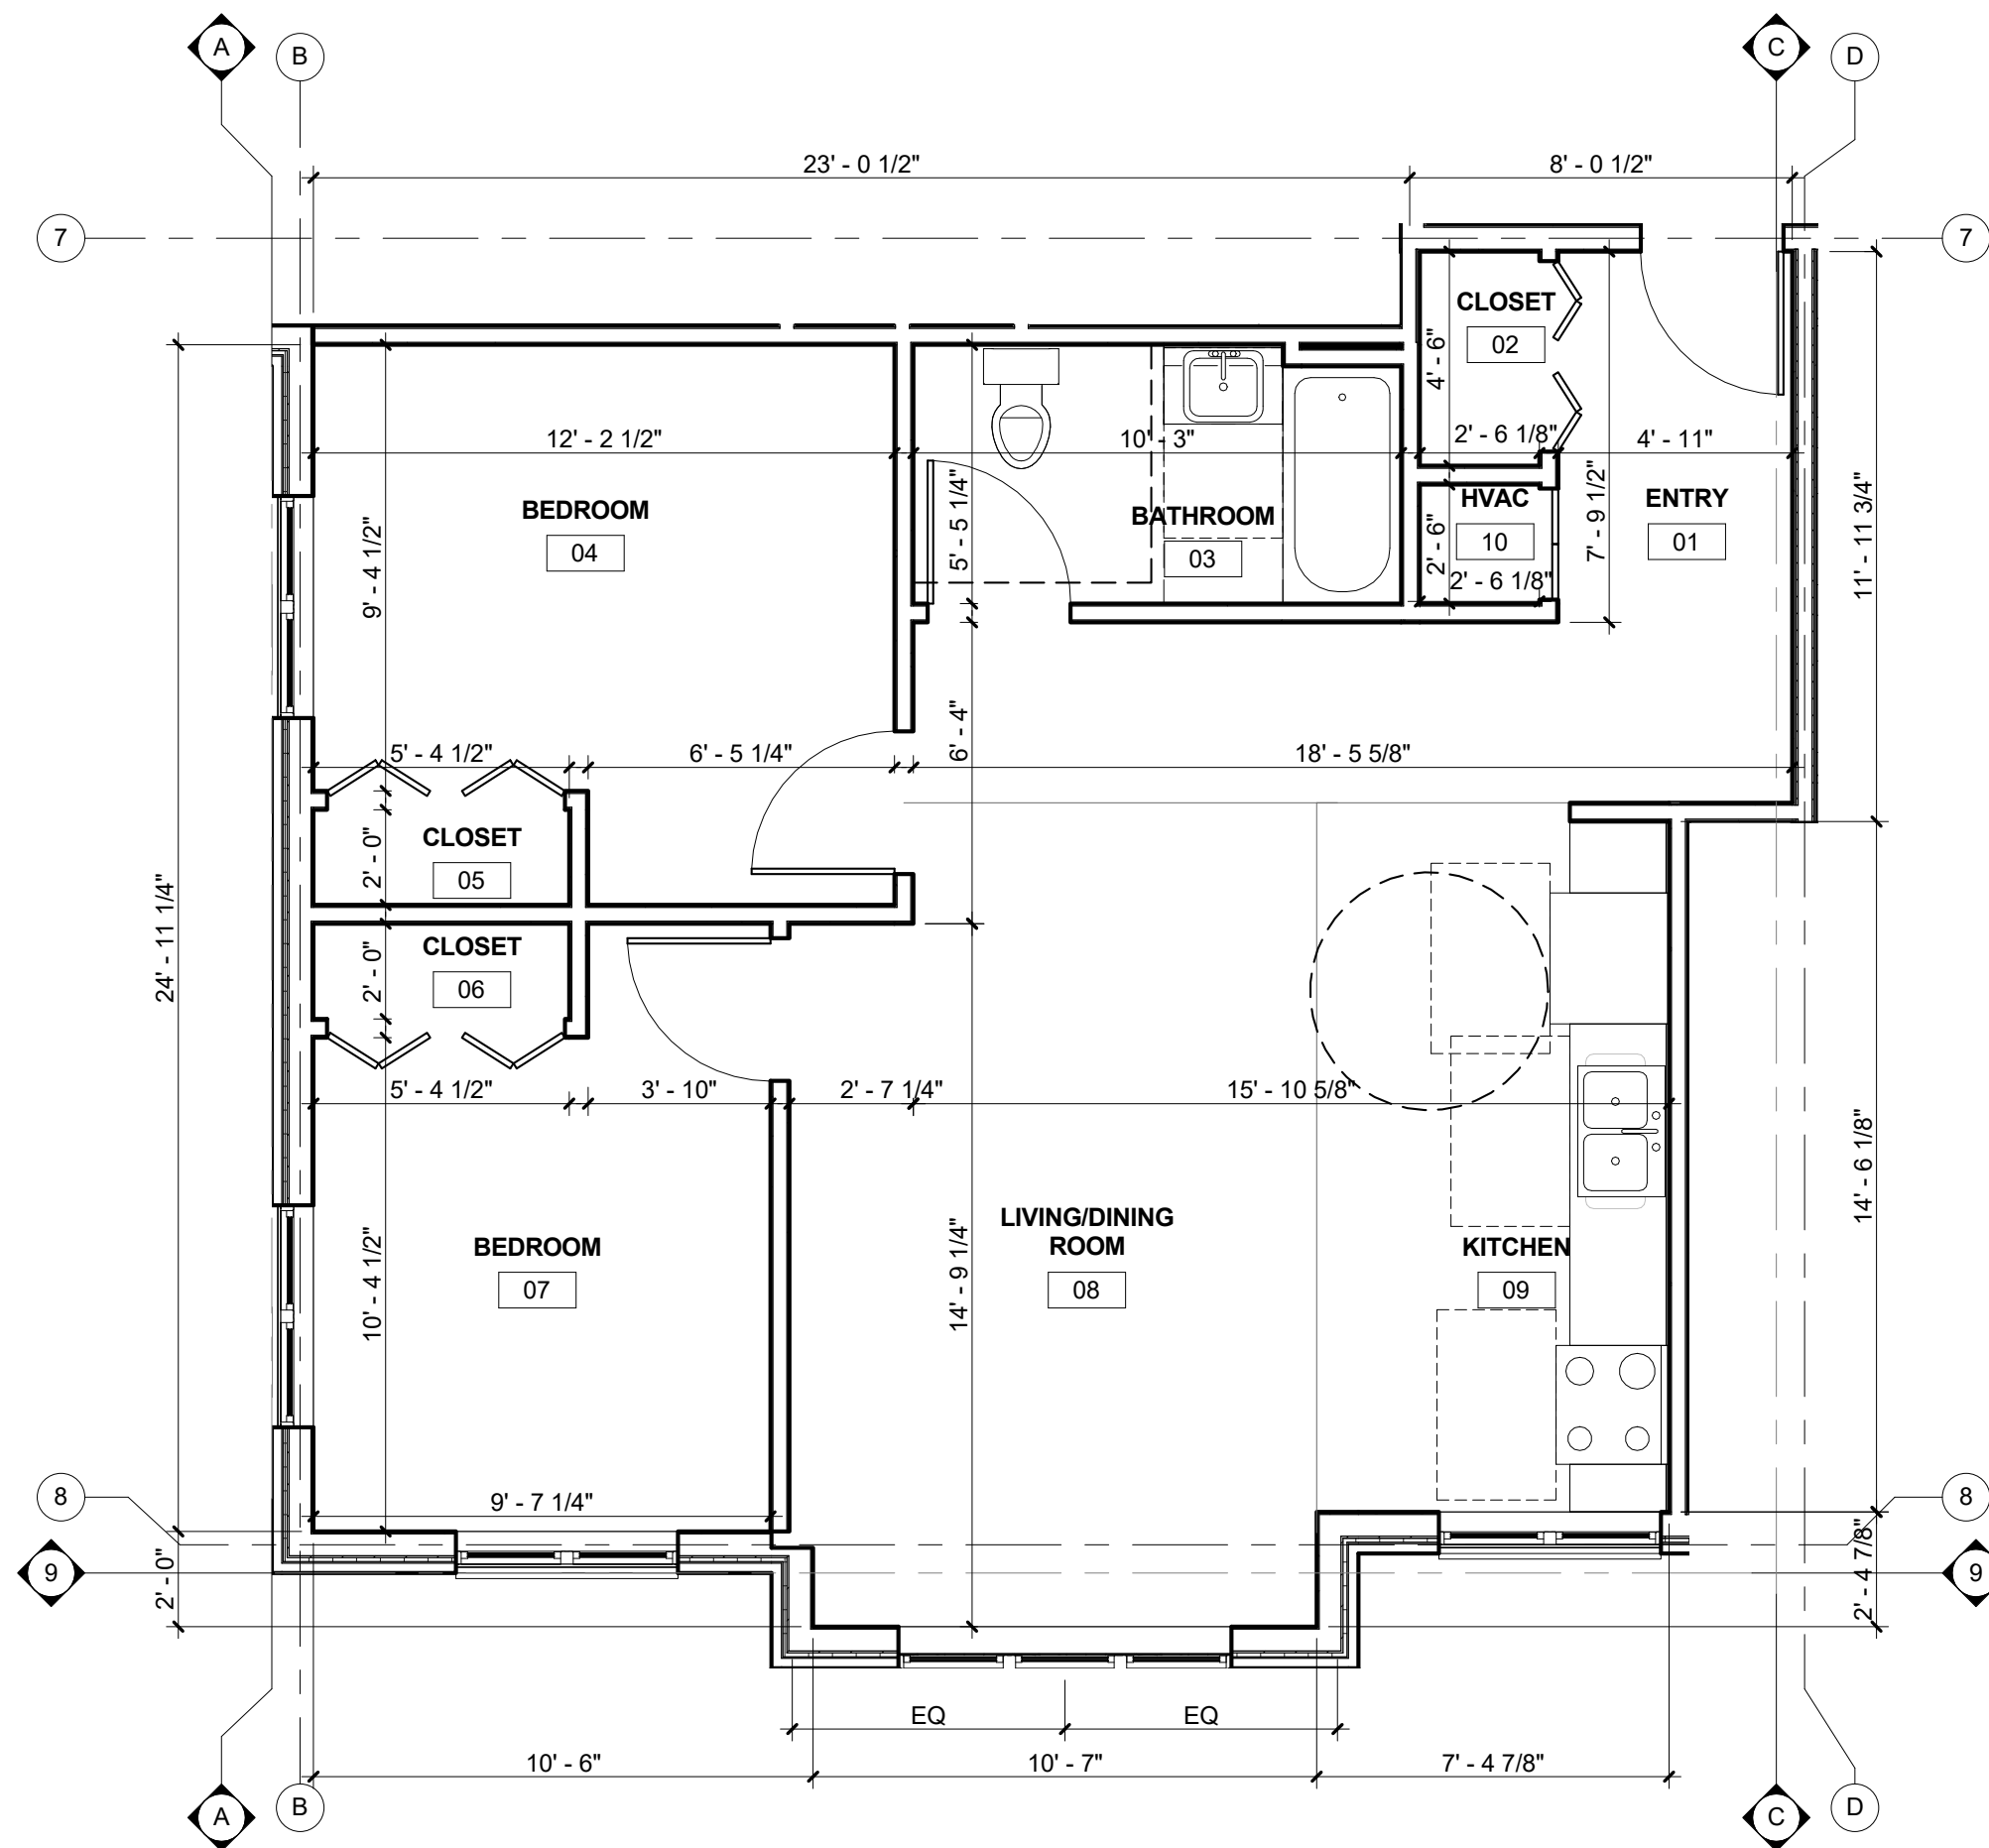 A
B
C
D
23' - 0 1/2"
8' - 0 1/2"
7
7
CLOSET
02
4' - 6"
12' - 2 1/2"
10' - 3"
2' - 6 1/8"
4' - 11"
BEDROOM
04
9' - 4 1/2"
5' - 5 1/4"
BATHROOM
03
HVAC
10
2' - 6"
2' - 6 1/8"
7' - 9 1/2"
ENTRY
01
11' - 11 3/4"
5' - 4 1/2"
6' - 5 1/4"
6' - 4"
18' - 5 5/8"
CLOSET
05
2' - 0"
24' - 11 1/4"
CLOSET
06
2' - 0"
5' - 4 1/2"
3' - 10"
2' - 7 1/4"
15' - 10 5/8"
14' - 6 1/8"
BEDROOM
07
10' - 4 1/2"
14' - 9 1/4"
LIVING/DINING
ROOM
08
KITCHEN
09
9' - 7 1/4"
8
8
9
9
2' - 0"
2' - 4 7/8"
EQ
EQ
10' - 6"
10' - 7"
7' - 4 7/8"
A
B
C
D